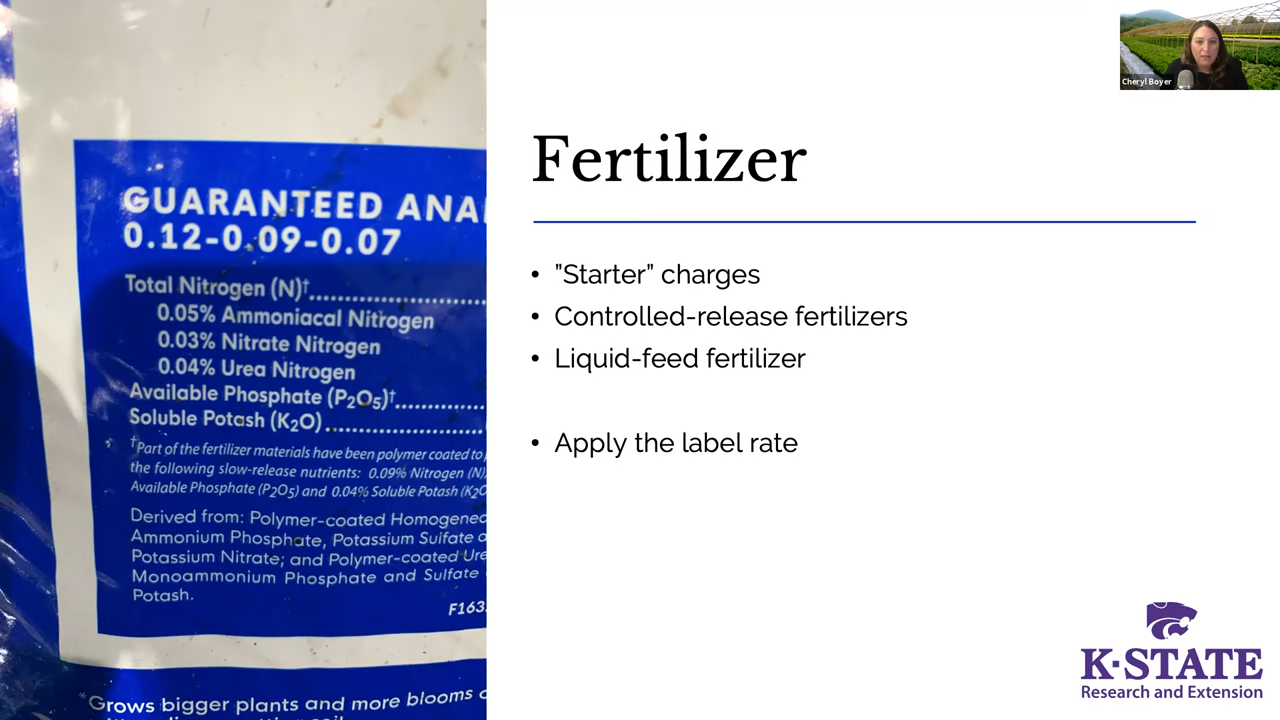 GUARANTEED
0.12-0.09-0.07
Total Nitrogen (N)†
0.05% Ammoniacal Nitrogen
0.03% Nitrate Nitrogen
0.04% Urea Nitrogen
Available Phosphate (P2O5)†
Soluble Potash (K2O)
†Part of the fertilizer materials have been polymer coated to
the following slow-release nutrients: 0.09% Nitrogen (N),
Available Phosphate (P2O5) and 0.04% Soluble Potash
Derived from: Polymer-coated
Ammonium Phosphate, Potassium Sulfate
Potassium Nitrate; and Polymer-coated
Monoammonium Phosphate and Sulfate
Potash.
*Grows bigger plants and more blooms
Cheryl Boyer
Fertilizer
• "Starter" charges
• Controlled-release fertilizers
• Liquid-feed fertilizer
• Apply the label rate
K-STATE
Research and Extension